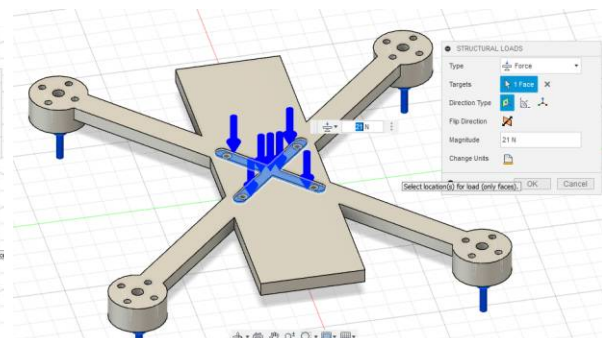 STRUCTURAL LOADS
Type Force
Targets 1 Face
Direction Type
Flip Direction
Magnitude 21 N
Change Units
21 N
Select location(s) for load (only faces).
OK Cancel